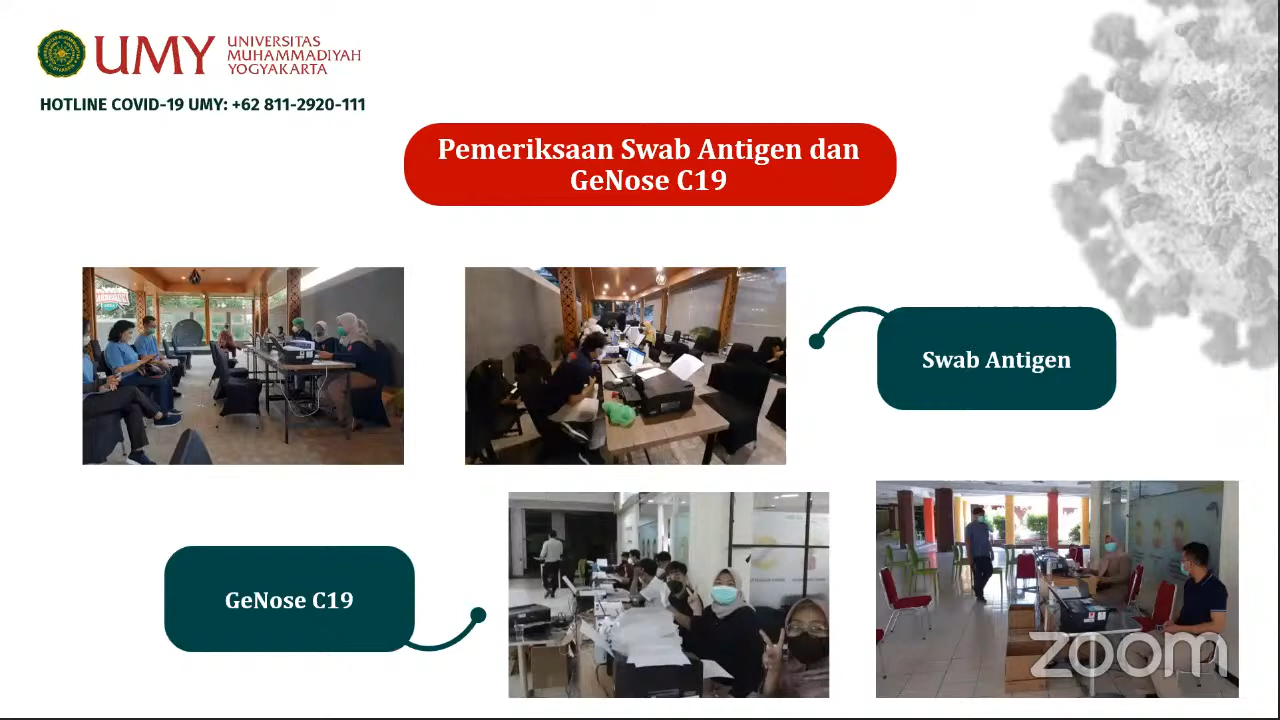 UMY
UNIVERSITAS
MUHAMMADIYAH
YOGYAKARTA
HOTLINE COVID-19 UMY: +62 811-2920-111
Pemeriksaan Swab Antigen dan
GeNose C19
Swab Antigen
GeNose C19
zoom